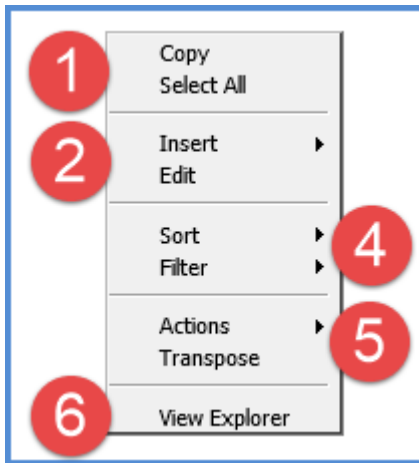 1
Copy
Select All
2
Insert
Edit
Sort
Filter
4
Actions
Transpose
5
6
View Explorer